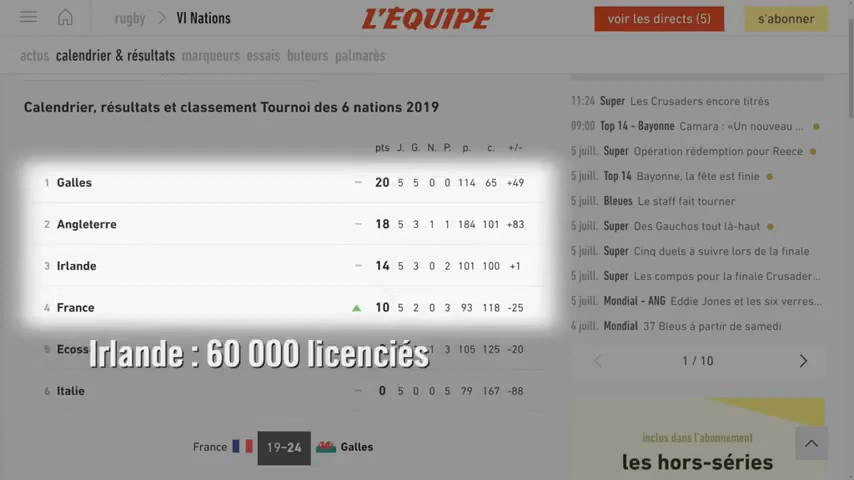 rugby > VI Nations
L'ÉQUIPE
voir les directs (5)
s'abonner
actus calendrier & résultats marqueurs essais buteurs palmarès
Calendrier, résultats et classement Tournoi des 6 nations 2019
pts J. G. N. P. p. c. +/-
1 Galles – 20 5 5 0 0 114 65 +49
2 Angleterre – 18 5 3 1 1 184 101 +83
3 Irlande – 14 5 3 0 2 101 100 +1
4 France 10 5 2 0 3 93 118 -25
5 Ecosse 3 105 125 -20
Irlande : 60 000 licenciés
6 Italie – 0 5 0 0 5 79 167 -88
France 19-24 Galles
11:24 Super Les Crusaders encore titrés
09:00 Top 14 - Bayonne Camara : «Un nouveau ...
5 juill. Super Opération rédemption pour Reece
5 juill. Top 14 Bayonne, la fête est finie
5 juill. Bleues Le staff fait tourner
5 juill. Super Des Gauchos tout là-haut
5 juill. Super Cinq duels à suivre lors de la finale
5 juill. Super Les compos pour la finale Crusader...
5 juill. Mondial - ANG Eddie Jones et les six verres...
4 juill. Mondial 37 Bleus à partir de samedi
1 / 10
inclus dans l'abonnement
les hors-séries